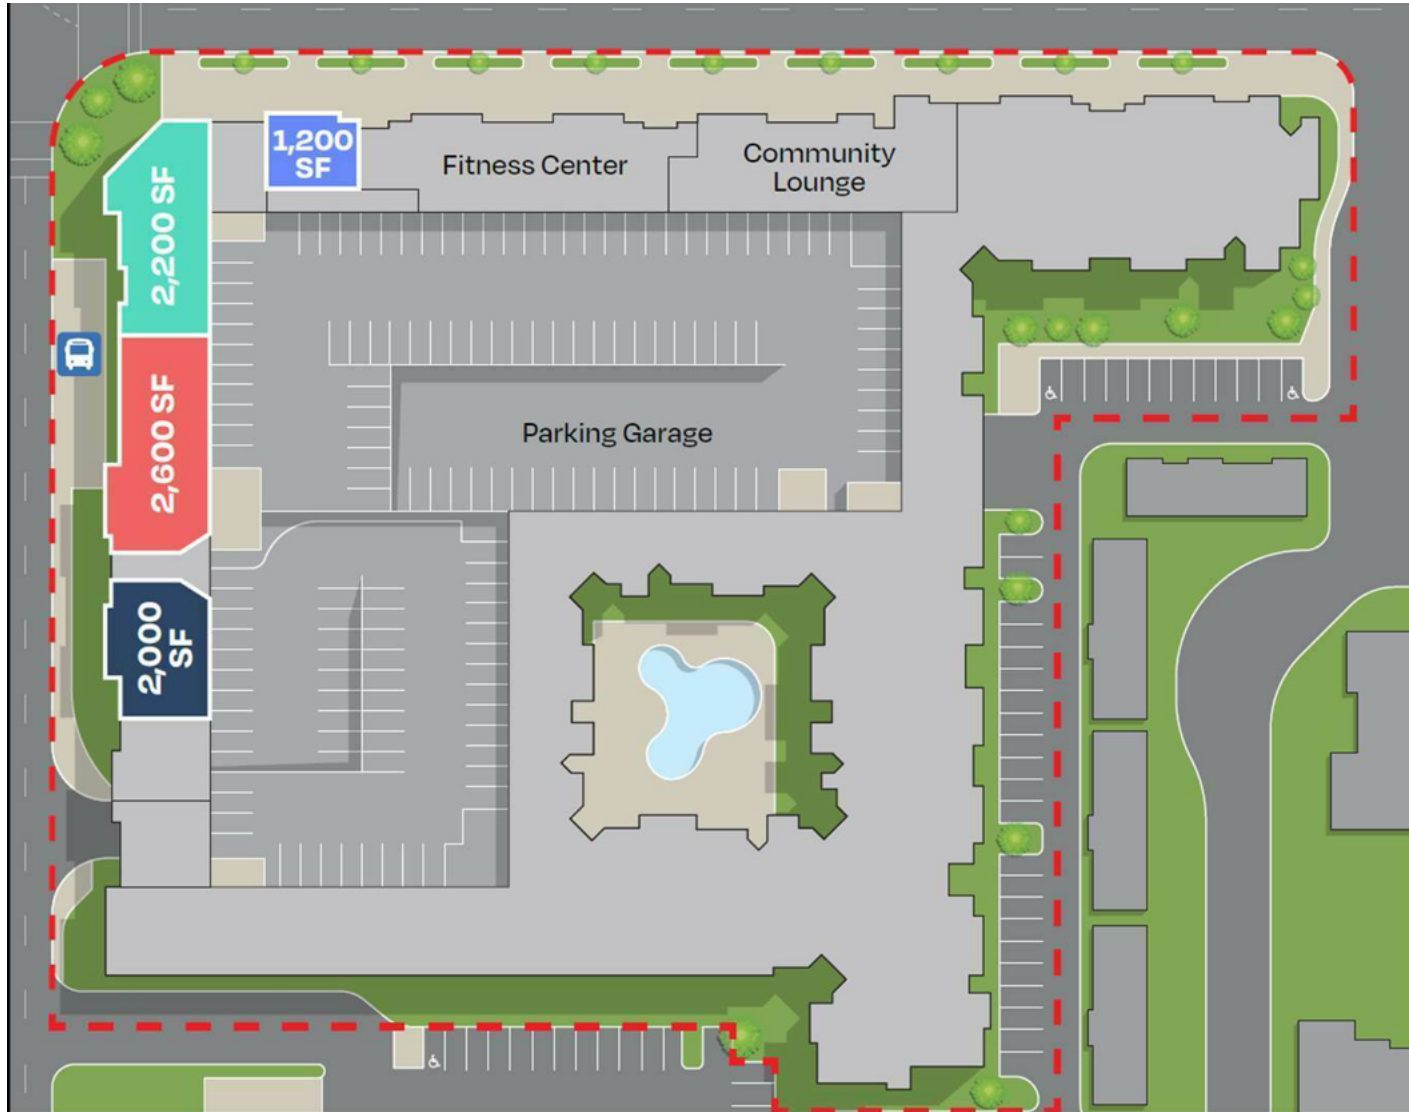 1,200
SF
Fitness Center
Community
Lounge
2,200 SF
2,600 SF
Parking Garage
2,000
SF